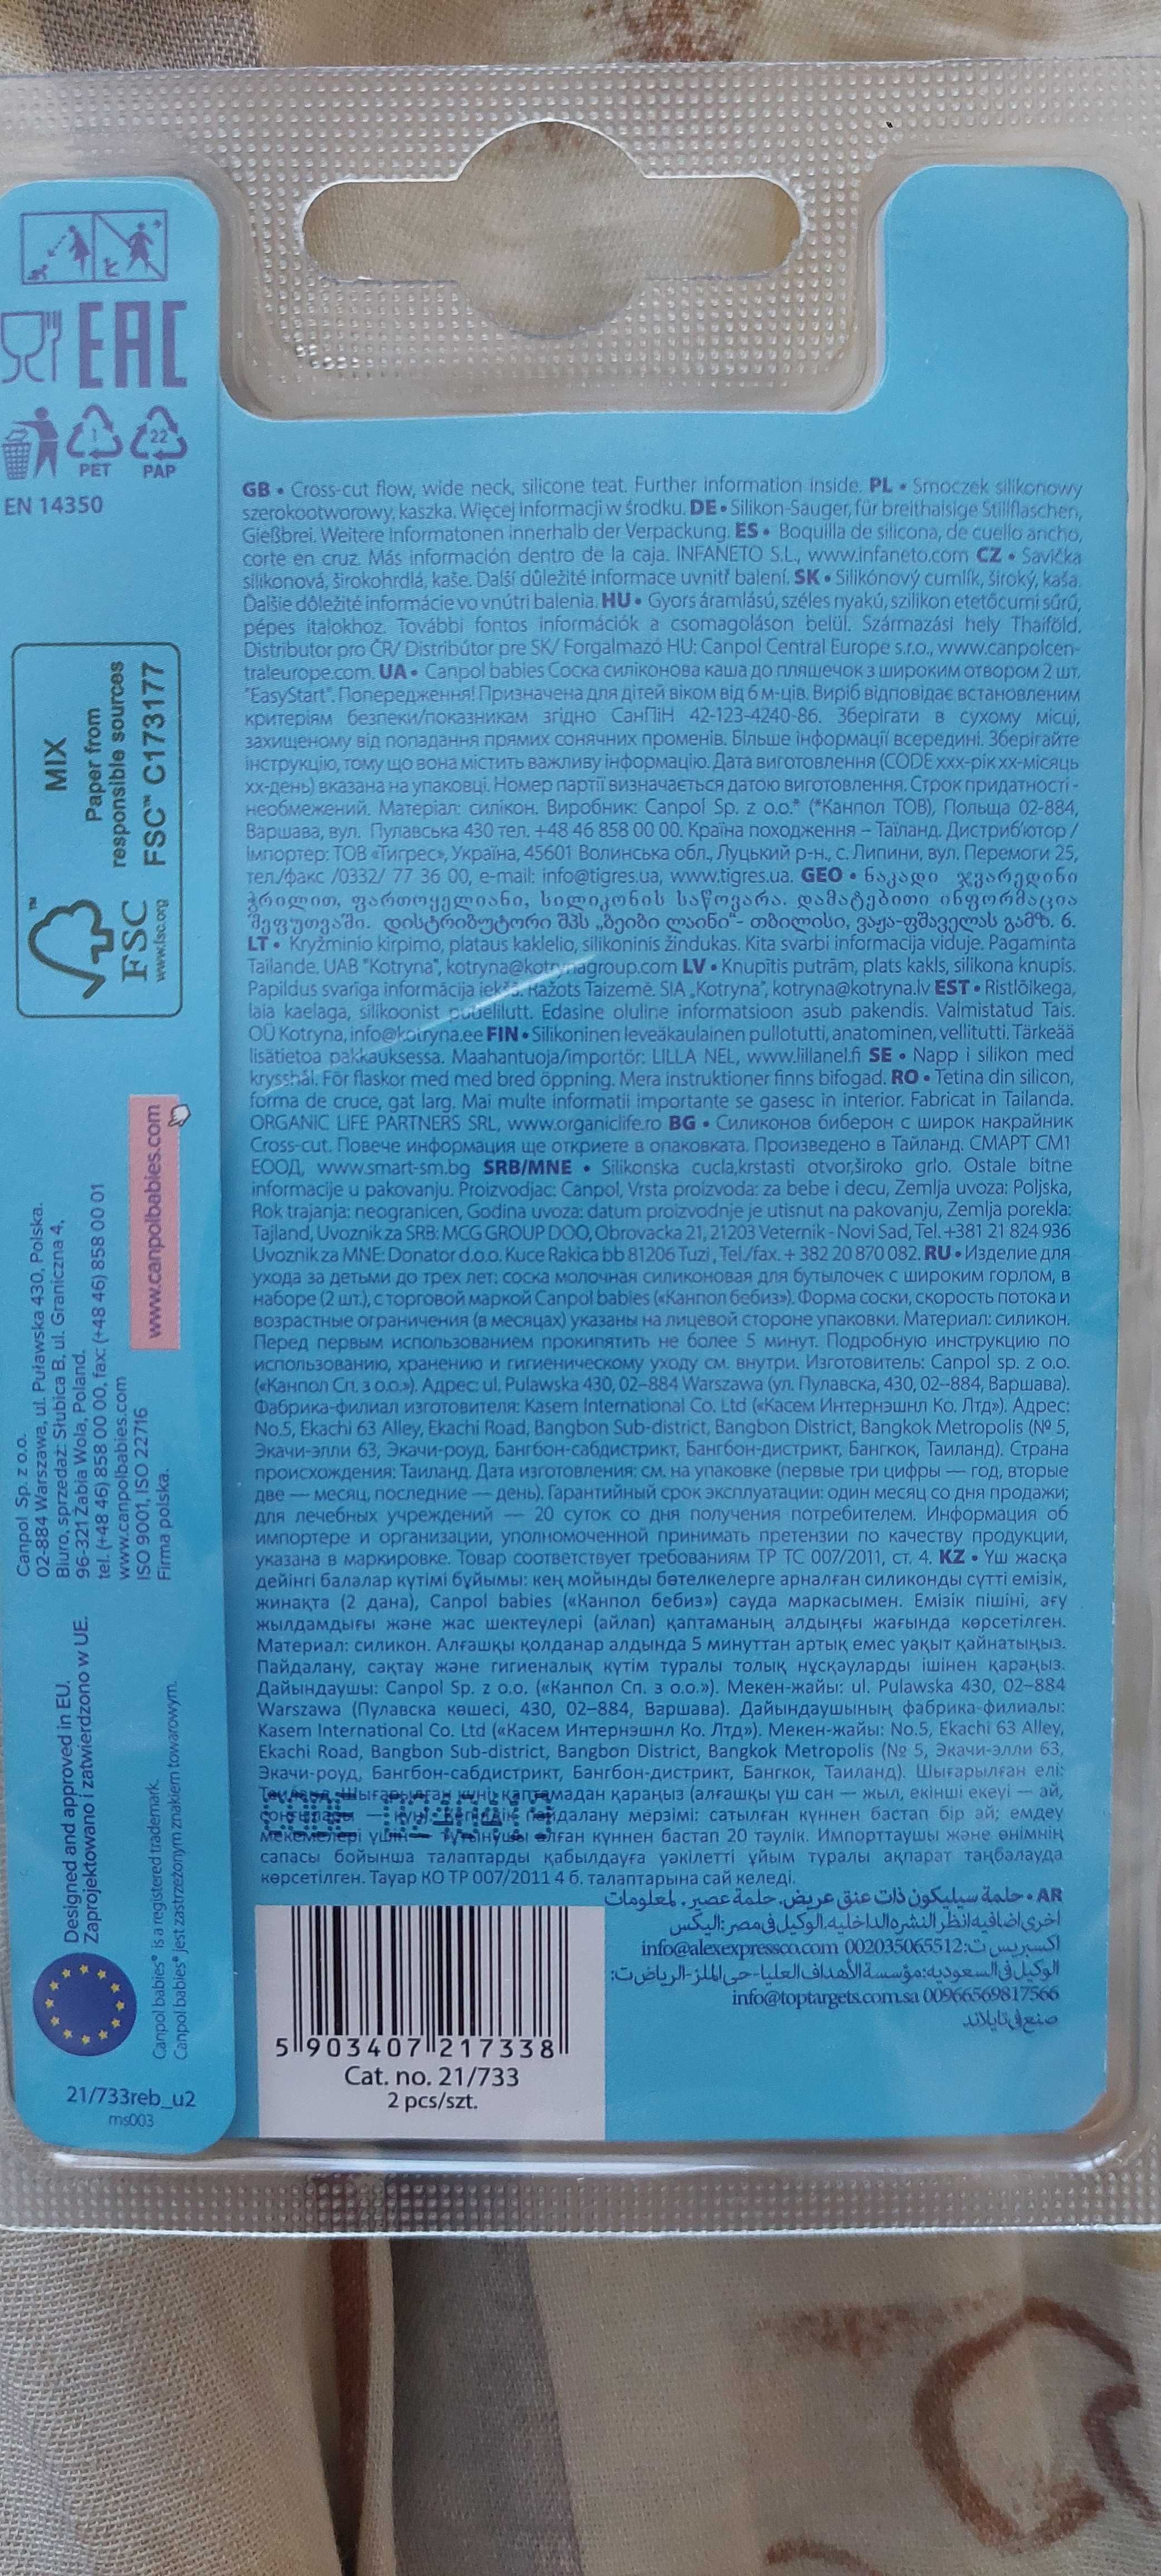 EAC
1
PET
22
PAP
EN 14350
MIX
Paper from
responsible sources
FSC™ C173177
FSC
www.fsc.org
Canpol Sp. z o.o.
02-884 Warszawa, ul. Puławska 430, Polska.
Biuro, sprzedaż: Słubica B, ul. Graniczna 4,
96-321 Żabia Wola, Poland.
tel. (+48 46) 858 00 00, fax: (+48 46) 858 00 01
www.canpolbabies.com
ISO 9001, ISO 22716
Firma polska.
www.canpolbabies.com
Designed and approved in EU.
Zaprojektowano i zatwierdzono w UE.
Canpol babies® is a registered trademark.
Canpol babies® jest zastrzeżonym znakiem towarowym.
21/733reb_u2
ms003
GB • Cross-cut flow, wide neck, silicone teat. Further information inside. PL • Smoczek silikonowy
szerokootworowy, kaszka. Więcej informacji w środku. DE • Silikon-Sauger, für breithalsige Stillflaschen,
Gießbrei. Weitere Informatonen innerhalb der Verpackung. ES • Boquilla de silicona, de cuello ancho,
corte en cruz. Más información dentro de la caja. INFANETO S.L., www.infaneto.com CZ • Savička
silikonová, širokohrdlá, kaše. Další důležité informace uvnitř balení. SK • Silikónový cumlík, široký, kaša.
Ďalšie dôležité informácie vo vnútri balenia. HU • Gyors áramlású, széles nyakú, szilikon etetőcumi sűrű,
pépes italokhoz. További fontos információk a csomagoláson belül. Származási hely Thaiföld.
Distributor pro ČR/ Distribútor pre SK/ Forgalmazó HU: Canpol Central Europe s.r.o., www.canpolcen-
traleurope.com. UA • Canpol babies Соска силіконова каша до пляшечок з широким отвором 2 шт.
"EasyStart". Попередження! Призначена для дітей віком від 6 м-ців. Виріб відповідає встановленим
критеріям безпеки/показникам згідно СанПіН 42-123-4240-86. Зберігати в сухому місці,
захищеному від попадання прямих сонячних променів. Більше інформації всередині. Зберігайте
інструкцію, тому що вона містить важливу інформацію. Дата виготовлення (CODE xxx-рік xx-місяць
xx-день) вказана на упаковці. Номер партії визначається датою виготовлення. Строк придатності -
необмежений. Матеріал: силікон. Виробник: Canpol Sp. z o.o.* (*Канпол ТОВ), Польща 02-884,
Варшава, вул. Пулавська 430 тел. +48 46 858 00 00. Країна походження – Таїланд. Дистриб'ютор /
Імпортер: ТОВ «Тигрес», Україна, 45601 Волинська обл., Луцький р-н., с. Липини, вул. Перемоги 25,
тел./факс /0332/ 77 36 00, e-mail: info@tigres.ua, www.tigres.ua. GEO • ნაკადი ჯვარედინი
ჭრილით, ფართოყელიანი, სილიკონის საწოვარა. დამატებითი ინფორმაცია
შეფუთვაში. დისტრიბუტორი შპს „ბეიბი ლაინი“- თბილისი, ვაჟა-ფშაველას გამზ. 6.
LT • Kryžminio kirpimo, plataus kaklelio, silikoninis žindukas. Kita svarbi informacija viduje. Pagaminta
Tailande. UAB "Kotryna", kotryna@kotrynagroup.com LV • Knupītis putrām, plats kakls, silikona knupis.
Papildus svarīga informācija iekšā. Ražots Taizemē. SIA „Kotryna", kotryna@kotryna.lv EST • Ristlõikega,
laia kaelaga, silikoonist pudelilutt. Edasine oluline informatsioon asub pakendis. Valmistatud Tais.
OÜ Kotryna, info@kotryna.ee FIN • Silikoninen leveäkaulainen pullotutti, anatominen, vellitutti. Tärkeää
lisätietoa pakkauksessa. Maahantuoja/importör: LILLA NEL, www.lillanel.fi SE • Napp i silikon med
krysshål. För flaskor med med bred öppning. Mera instruktioner finns bifogad. RO • Tetina din silicon,
forma de cruce, gat larg. Mai multe informatii importante se gasesc in interior. Fabricat in Tailanda.
ORGANIC LIFE PARTNERS SRL, www.organiclife.ro BG • Силиконов биберон с широк накрайник
Cross-cut. Повече информация ще откриете в опаковката. Произведено в Тайланд. СМАРТ СМ1
ЕООД, www.smart-sm.bg SRB/MNE • Silikonska cucla,krstasti otvor,široko grlo. Ostale bitne
informacije u pakovanju. Proizvodjac: Canpol, Vrsta proizvoda: za bebe i decu, Zemlja uvoza: Poljska,
Rok trajanja: neogranicen, Godina uvoza: datum proizvodnje je utisnut na pakovanju, Zemlja porekla:
Tajland, Uvoznik za SRB: MCG GROUP DOO, Obrovacka 21, 21203 Veternik - Novi Sad, Tel. +381 21 824 936
Uvoznik za MNE: Donator d.o.o. Kuce Rakica bb 81206 Tuzi , Tel./fax. + 382 20 870 082. RU • Изделие для
ухода за детьми до трех лет: соска молочная силиконовая для бутылочек с широким горлом, в
наборе (2 шт.), с торговой маркой Canpol babies («Канпол бебиз»). Форма соски, скорость потока и
возрастные ограничения (в месяцах) указаны на лицевой стороне упаковки. Материал: силикон.
Перед первым использованием прокипятить не более 5 минут. Подробную инструкцию по
использованию, хранению и гигиеническому уходу см. внутри. Изготовитель: Canpol sp. z o.o.
(«Канпол Сп. з о.о.»). Адрес: ul. Pulawska 430, 02–884 Warszawa (ул. Пулавска, 430, 02–884, Варшава).
Фабрика-филиал изготовителя: Kasem International Co. Ltd («Касем Интернэшнл Ко. Лтд»). Адрес:
No.5, Ekachi 63 Alley, Ekachi Road, Bangbon Sub-district, Bangbon District, Bangkok Metropolis (№ 5,
Экачи-элли 63, Экачи-роуд, Бангбон-сабдистрикт, Бангбон-дистрикт, Бангкок, Таиланд). Страна
происхождения: Таиланд. Дата изготовления: см. на упаковке (первые три цифры — год, вторые
две — месяц, последние — день). Гарантийный срок эксплуатации: один месяц со дня продажи;
для лечебных учреждений — 20 суток со дня получения потребителем. Информация об
импортере и организации, уполномоченной принимать претензии по качеству продукции,
указана в маркировке. Товар соответствует требованиям ТР ТС 007/2011, ст. 4. KZ • Үш жасқа
дейінгі балалар күтімі бұйымы: кең мойынды бөтелкелерге арналған силиконды сүтті емізік,
жинақта (2 дана), Canpol babies («Канпол бебиз») сауда маркасымен. Емізік пішіні, ағу
жылдамдығы және жас шектеулері (айлап) қаптаманың алдыңғы жағында көрсетілген.
Материал: силикон. Алғашқы қолданар алдында 5 минуттан артық емес уақыт қайнатыңыз.
Пайдалану, сақтау және гигиеналық күтім туралы толық нұсқауларды ішінен қараңыз.
Дайындаушы: Canpol Sp. z o.o. («Канпол Сп. з о.о.»). Мекен-жайы: ul. Pulawska 430, 02–884
Warszawa (Пулавска көшесі, 430, 02–884, Варшава). Дайындаушының фабрика-филиалы:
Kasem International Co. Ltd («Касем Интернэшнл Ко. Лтд»). Мекен-жайы: No.5, Ekachi 63 Alley,
Ekachi Road, Bangbon Sub-district, Bangbon District, Bangkok Metropolis (№ 5, Экачи-элли 63,
Экачи-роуд, Бангбон-сабдистрикт, Бангбон-дистрикт, Бангкок, Таиланд). Шығарылған елі:
Таиланд. Шығарылған күні: қаптамадан қараңыз (алғашқы үш сан — жыл, екінші екеуі — ай,
пайдалану мерзімі: сатылған күннен бастап бір ай; емдеу
мекемелері үшін — тұтынушы алған күннен бастап 20 тәулік. Импорттаушы және өнімнің
сапасы бойынша талаптарды қабылдауға уәкілетті ұйым туралы ақпарат таңбалауда
көрсетілген. Тауар КО ТР 007/2011 4 б. талаптарына сай келеді.
AR • حلمة سيليكون ذات عنق عريض. حلمة عصير. لمعلومات
اخرى اضافيه انظر النشره الداخليه. الوكيل فى مصر: اليكس
اكسبريس ت: 002035065512 info@alexexpressco.com
الوكيل فى السعوديه: مؤسسة الأهداف العليا-حى الملز-الرياض ت:
00966569817566 info@toptargets.com.sa
صنع فى تايلاند.
5 903407 217338
Cat. no. 21/733
2 pcs/szt.